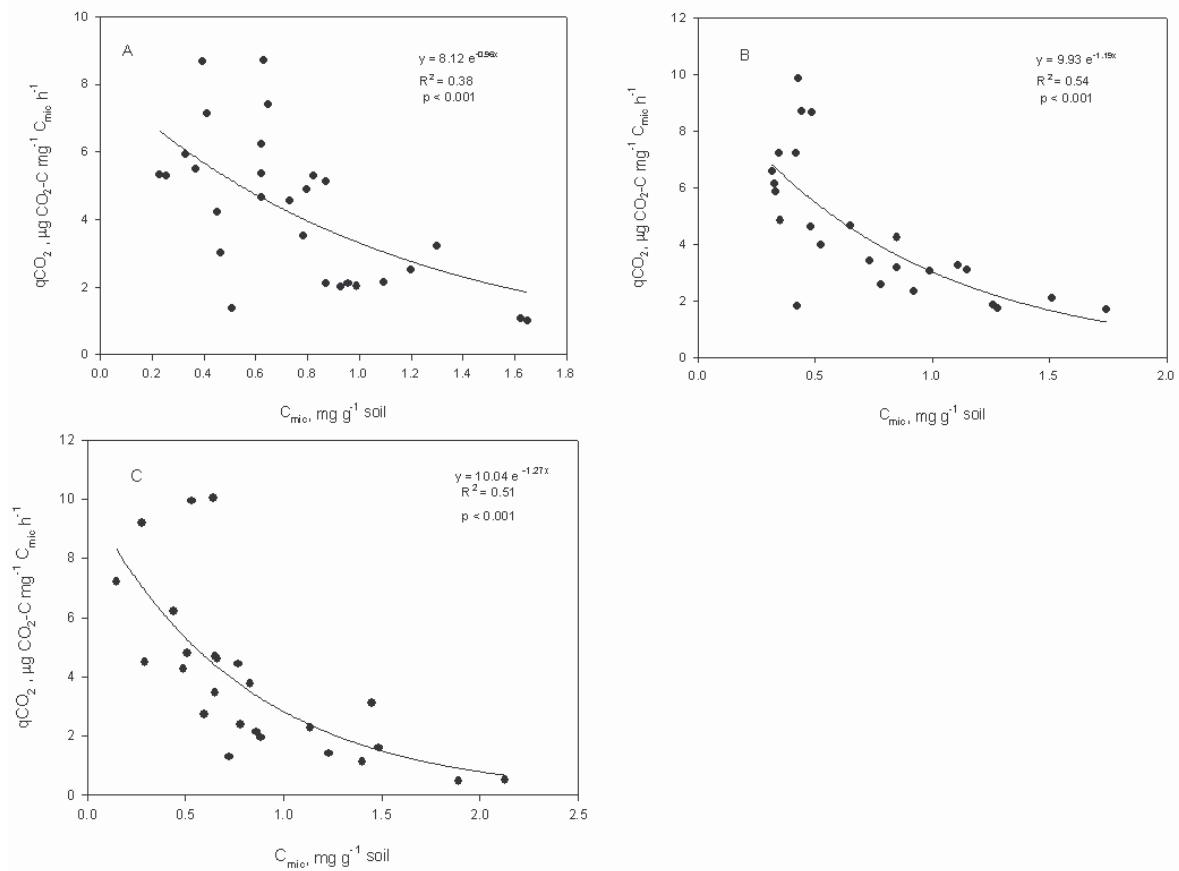 A
y = 8.12 e-0.96x
R2 = 0.38
p < 0.001
10
8
6
4
2
0
0.0 0.2 0.4 0.6 0.8 1.0 1.2 1.4 1.6 1.8
qCO2 , µg CO2-C mg-1 Cmic h-1
Cmic, mg g-1 soil
B
y = 9.93 e-1.19x
R2 = 0.54
p < 0.001
12
10
8
6
4
2
0
0.0 0.5 1.0 1.5 2.0
qCO2, µg CO2-C mg-1 Cmic h-1
Cmic, mg g-1 soil
C
y = 10.04 e -1.27x
R2 = 0.51
p < 0.001
12
10
8
6
4
2
0
0.0 0.5 1.0 1.5 2.0 2.5
qCO2 , µg CO2-C mg-1 Cmic h-1
Cmic, mg g-1 soil